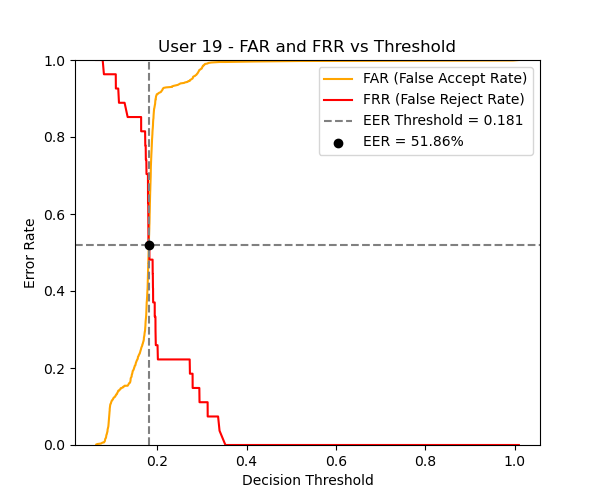 User 19 - FAR and FRR vs Threshold
1.0
0.8
0.6
0.4
0.2
0.0
Error Rate
FAR (False Accept Rate)
FRR (False Reject Rate)
EER Threshold = 0.181
EER = 51.86%
0.2 0.4 0.6 0.8 1.0
Decision Threshold